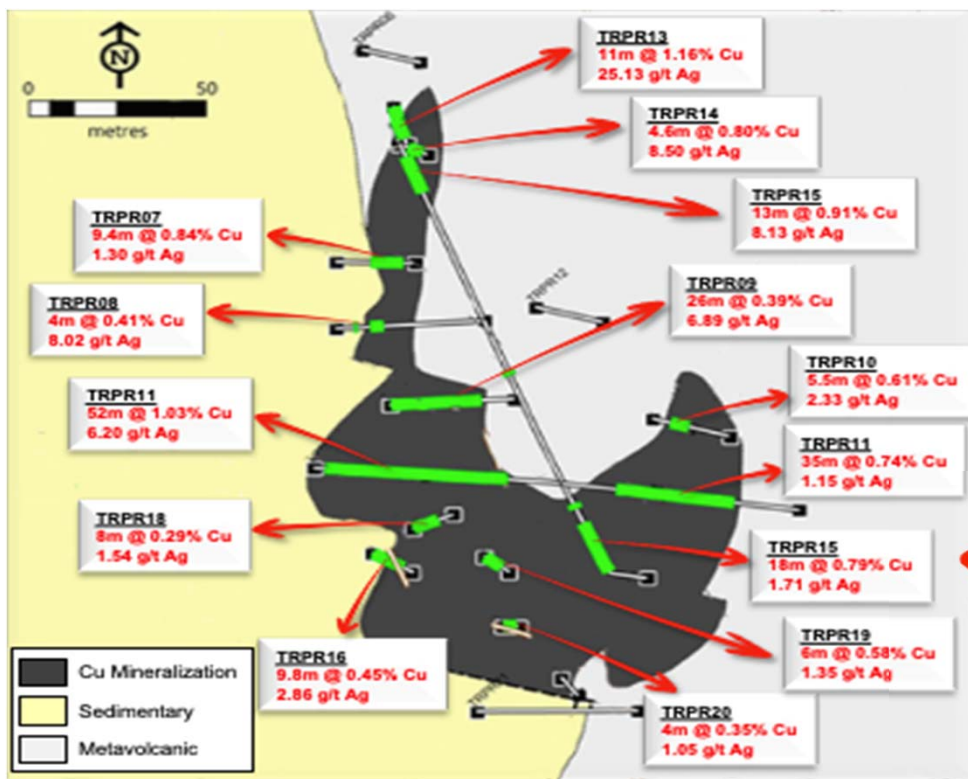 TRPR06
TRPR13
11m @ 1.16% Cu
25.13 g/t Ag
N
0 50
metres
TRPR14
4.6m @ 0.80% Cu
8.50 g/t Ag
TRPR15
13m @ 0.91% Cu
8.13 g/t Ag
TRPR07
9.4m @ 0.84% Cu
1.30 g/t Ag
TRPR12
TRPR09
26m @ 0.39% Cu
6.89 g/t Ag
TRPR08
4m @ 0.41% Cu
8.02 g/t Ag
TRPR10
5.5m @ 0.61% Cu
2.33 g/t Ag
TRPR11
52m @ 1.03% Cu
6.20 g/t Ag
TRPR11
35m @ 0.74% Cu
1.15 g/t Ag
TRPR18
8m @ 0.29% Cu
1.54 g/t Ag
TRPR15
18m @ 0.79% Cu
1.71 g/t Ag
TRPR16
9.8m @ 0.45% Cu
2.86 g/t Ag
TRPR19
6m @ 0.58% Cu
1.35 g/t Ag
TRPR20
4m @ 0.35% Cu
1.05 g/t Ag
Cu Mineralization
Sedimentary
Metavolcanic